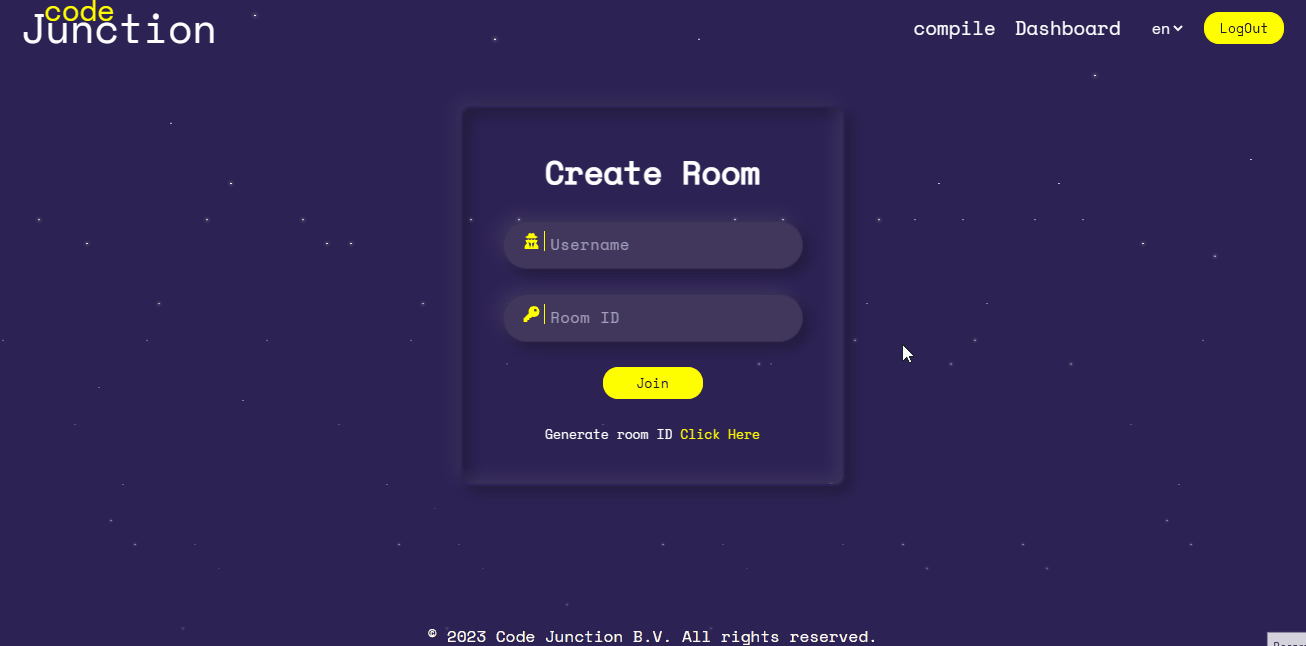 code
Junction
compile Dashboard en LogOut
Create Room
Username
Room ID
Join
Generate room ID Click Here
© 2023 Code Junction B.V. All rights reserved.